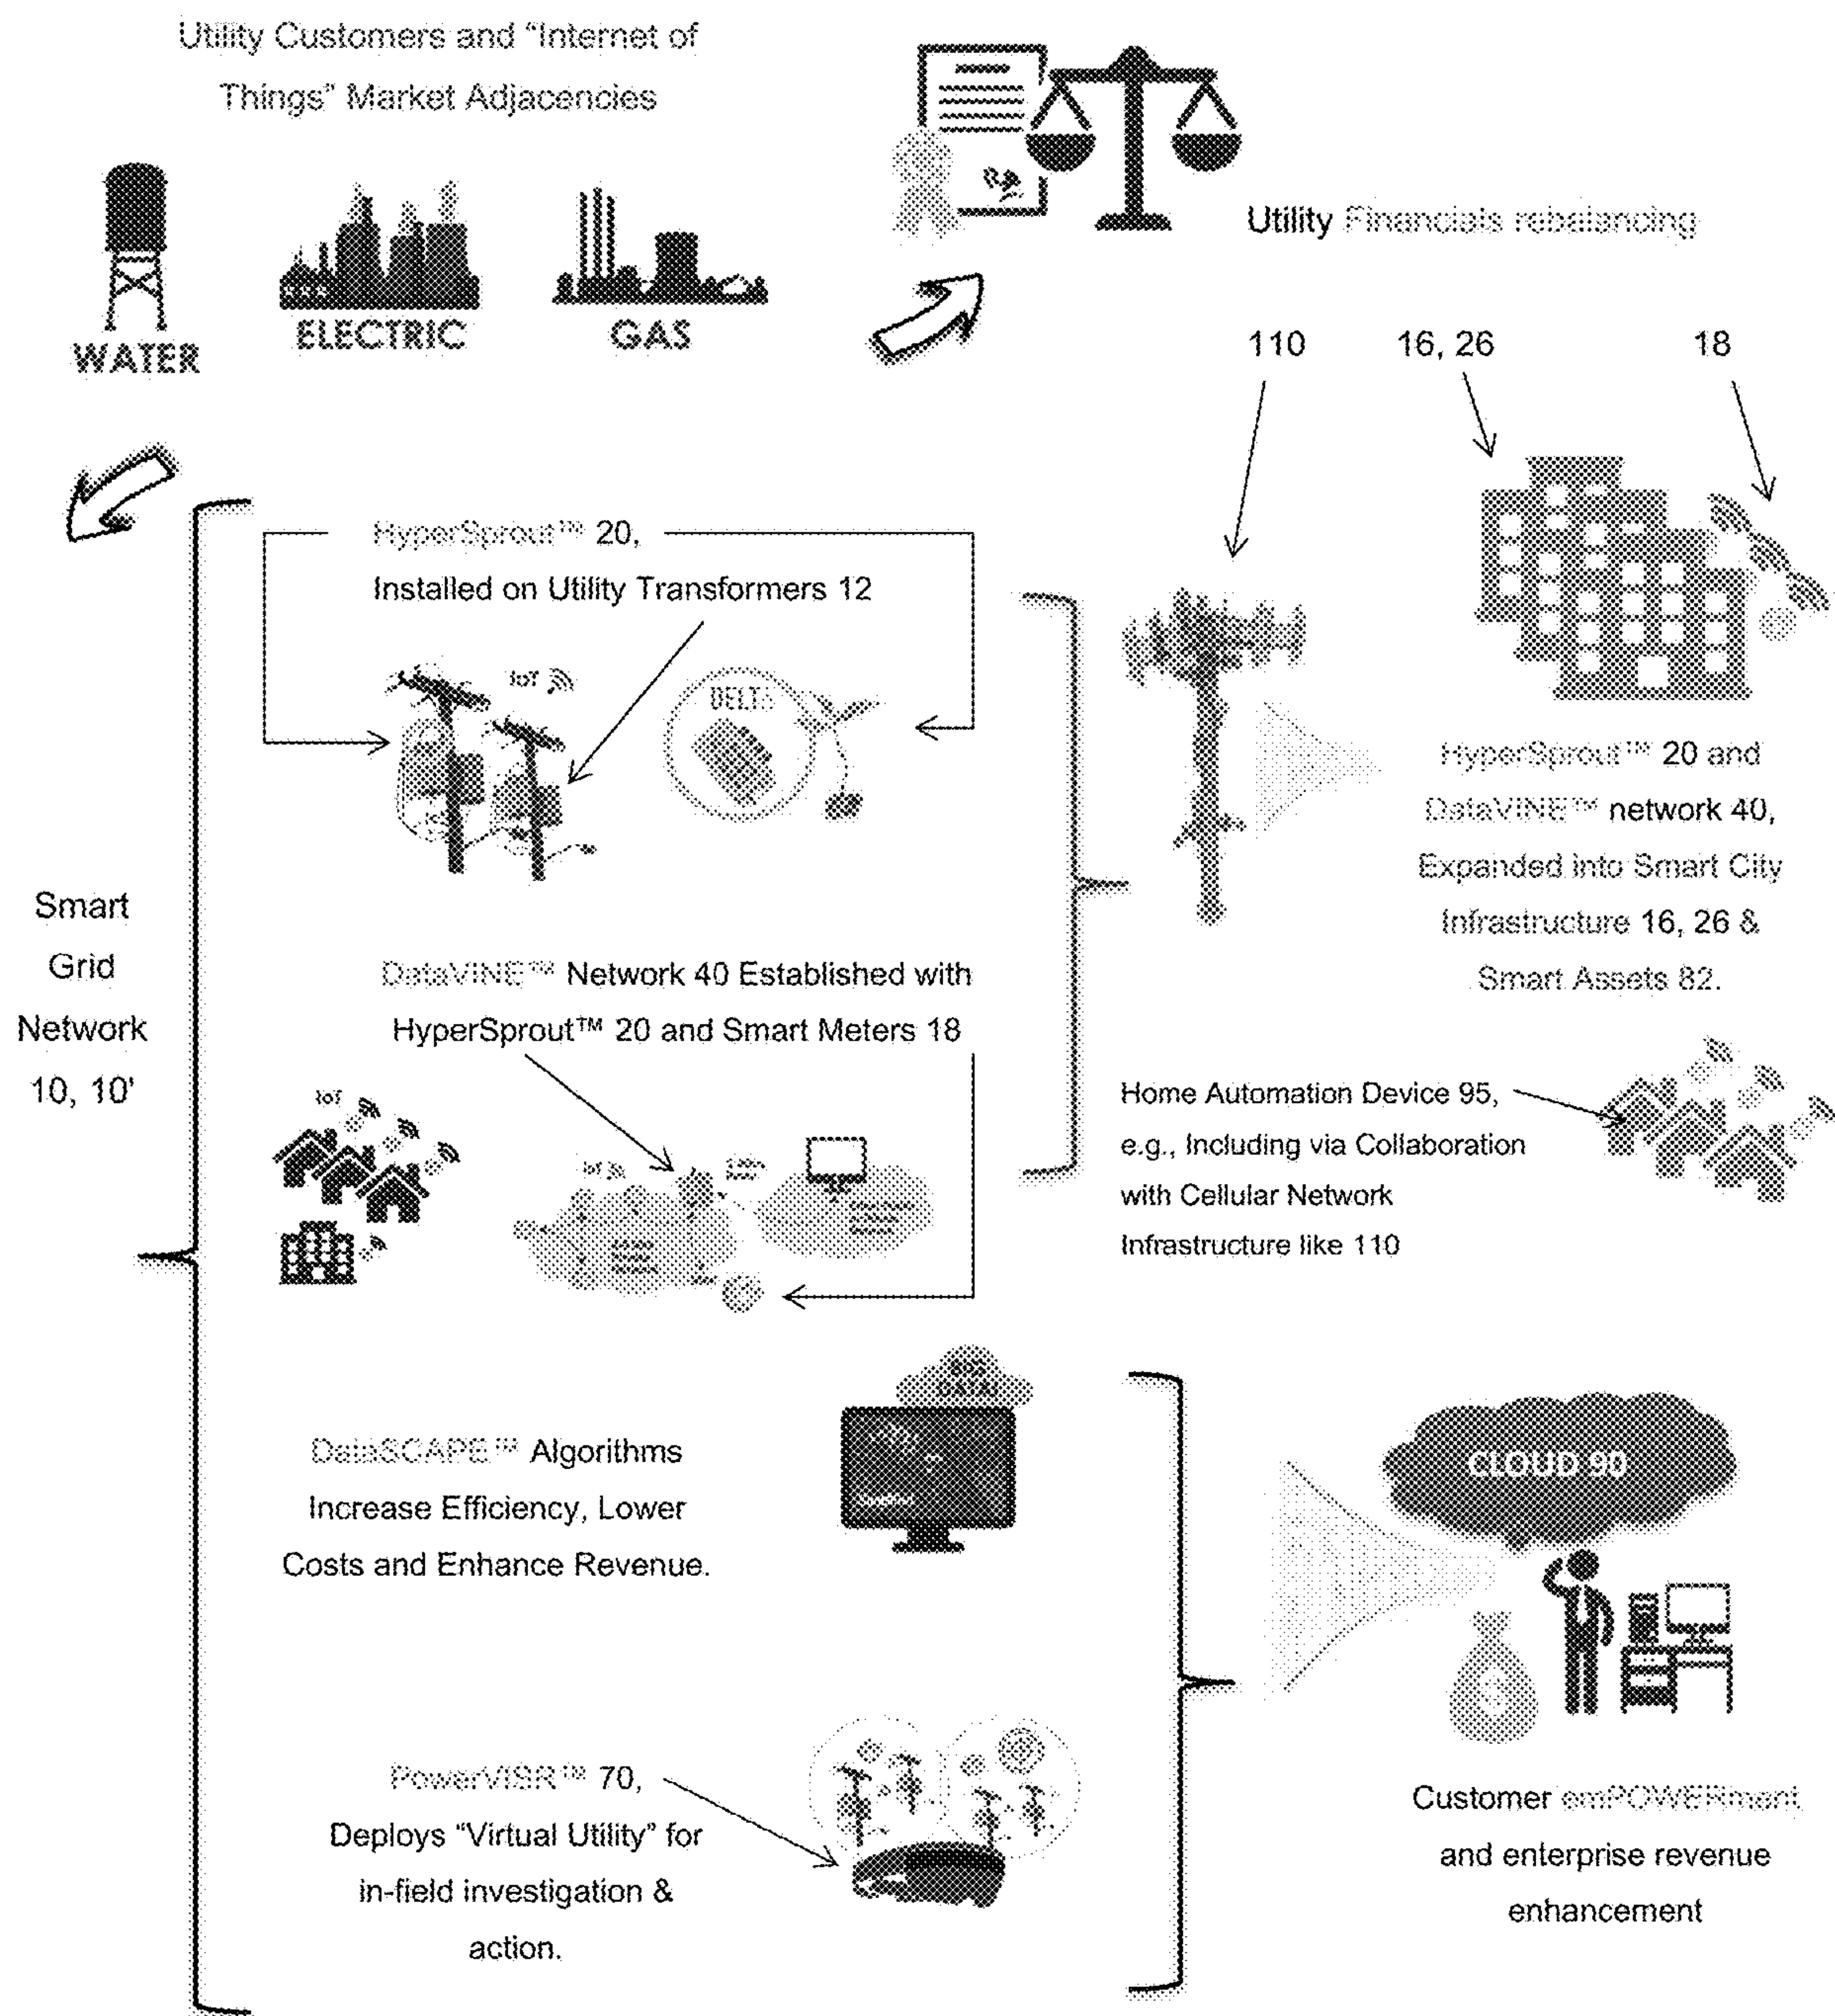 Utility Customers and “Internet of
Things” Market Adjacencies
WATER
ELECTRIC
GAS
Utility Financials rebalancing
110
16, 26
18
HyperSprout™ 20,
Installed on Utility Transformers 12
IoT
DELTA
HyperSprout™ 20 and
DataVINE™ network 40,
Expanded into Smart City
Infrastructure 16, 26 &
Smart Assets 82.
Smart
Grid
Network
10, 10'
DataVINE™ Network 40 Established with
HyperSprout™ 20 and Smart Meters 18
IoT
IoT
Home Automation Device 95,
e.g., Including via Collaboration
with Cellular Network
Infrastructure like 110
BIG
DATA!
DataSCAPE™ Algorithms
Increase Efficiency, Lower
Costs and Enhance Revenue.
CLOUD 90
PowerVISR™ 70,
Deploys “Virtual Utility” for
in-field investigation &
action.
Customer emPOWERment
and enterprise revenue
enhancement